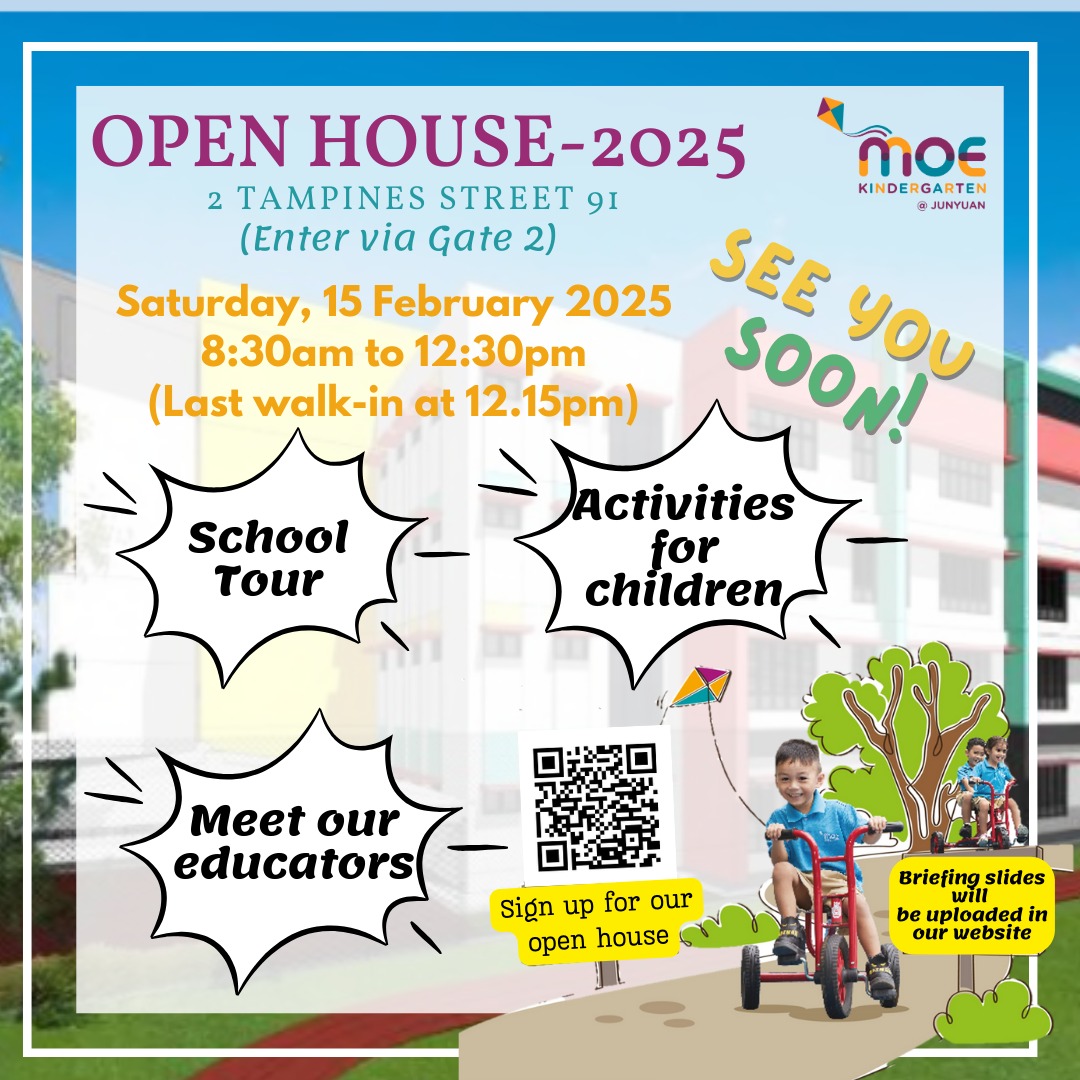 OPEN HOUSE-2025
2 TAMPINES STREET 91
(Enter via Gate 2)
moe
KINDERGARTEN
@ JUNYUAN
Saturday, 15 February 2025
8:30am to 12:30pm
(Last walk-in at 12.15pm)
SEE YOU
SOON!
School
Tour
Activities
for
children
Meet our
educators
Sign up for our
open house
Briefing slides
will
be uploaded in
our website